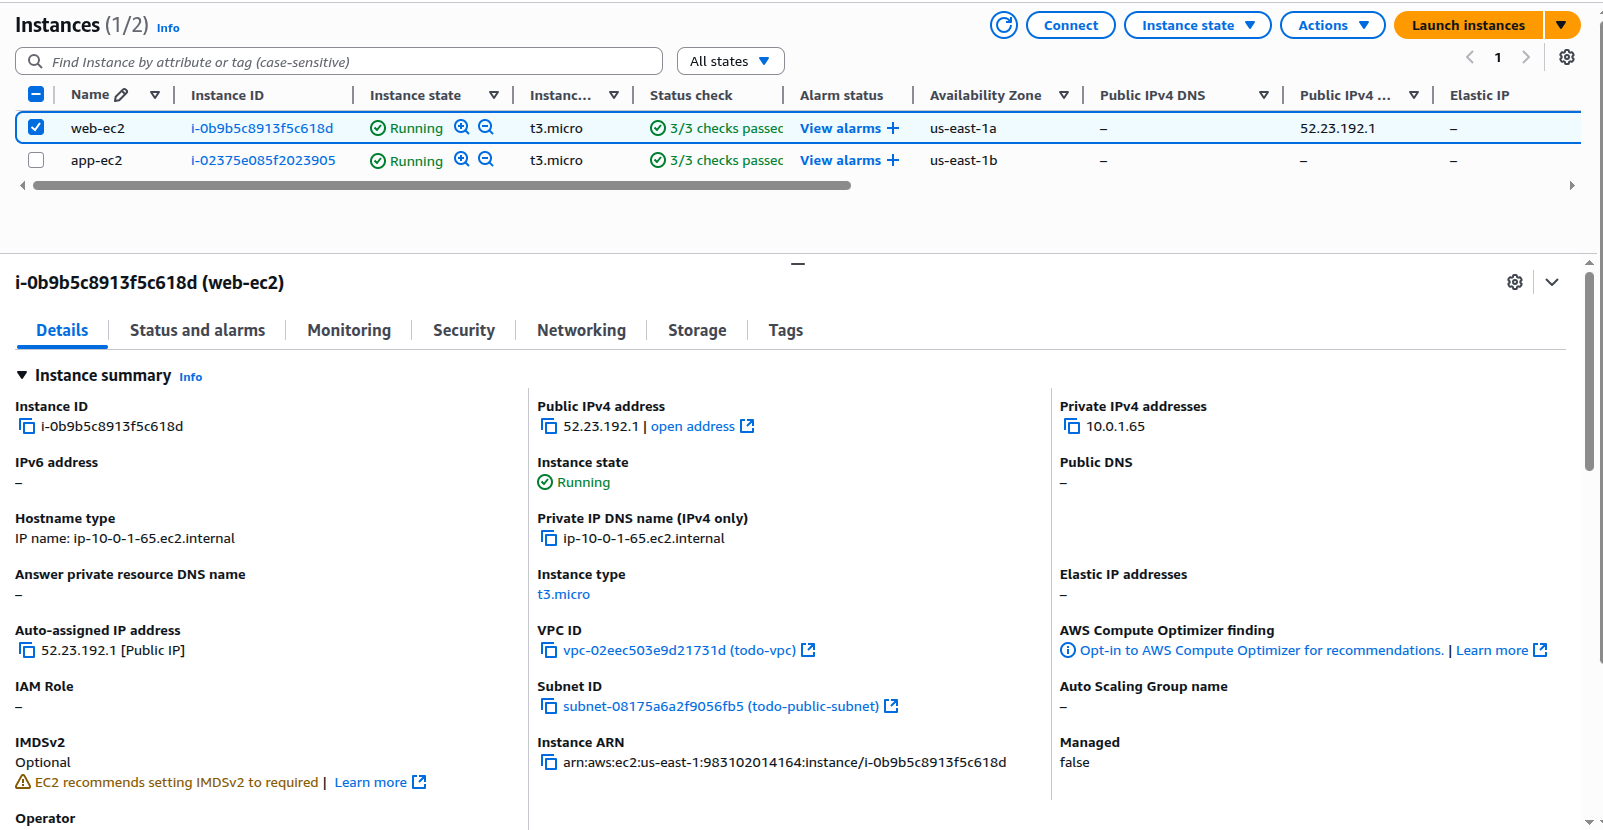 Instances (1/2) Info Connect Instance state Actions Launch instances
Find Instance by attribute or tag (case-sensitive) All states 1
Name Instance ID Instance state Instanc... Status check Alarm status Availability Zone Public IPv4 DNS Public IPv4 ... Elastic IP
web-ec2 i-0b9b5c8913f5c618d Running t3.micro 3/3 checks passec View alarms + us-east-1a – 52.23.192.1 –
app-ec2 i-02375e085f2023905 Running t3.micro 3/3 checks passec View alarms + us-east-1b – – –
i-0b9b5c8913f5c618d (web-ec2)
Details Status and alarms Monitoring Security Networking Storage Tags
Instance summary Info
Instance ID Public IPv4 address Private IPv4 addresses
i-0b9b5c8913f5c618d 52.23.192.1 | open address 10.0.1.65
IPv6 address Instance state Public DNS
– Running –
Hostname type Private IP DNS name (IPv4 only)
IP name: ip-10-0-1-65.ec2.internal ip-10-0-1-65.ec2.internal
Answer private resource DNS name Instance type Elastic IP addresses
– t3.micro –
Auto-assigned IP address VPC ID AWS Compute Optimizer finding
52.23.192.1 [Public IP] vpc-02eec503e9d21731d (todo-vpc) Opt-in to AWS Compute Optimizer for recommendations. | Learn more
IAM Role Subnet ID Auto Scaling Group name
– subnet-08175a6a2f9056fb5 (todo-public-subnet) –
IMDSv2 Instance ARN Managed
Optional arn:aws:ec2:us-east-1:983102014164:instance/i-0b9b5c8913f5c618d false
EC2 recommends setting IMDSv2 to required | Learn more
Operator